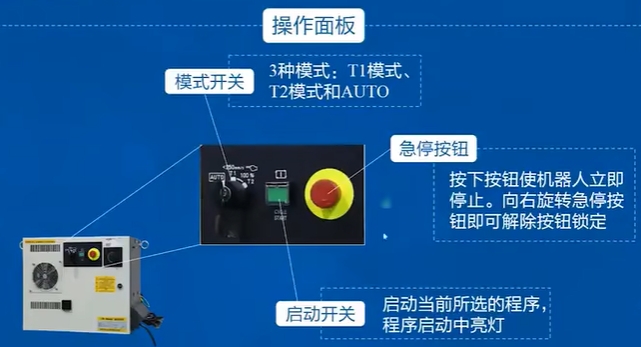 操作面板
模式开关
3种模式：T1模式、
T2模式和AUTO
急停按钮
按下按钮使机器人立即
停止。向右旋转急停按
钮即可解除按钮锁定
T1
100%
AUTO
T2
启动开关
启动当前所选的程序，
程序启动中亮灯